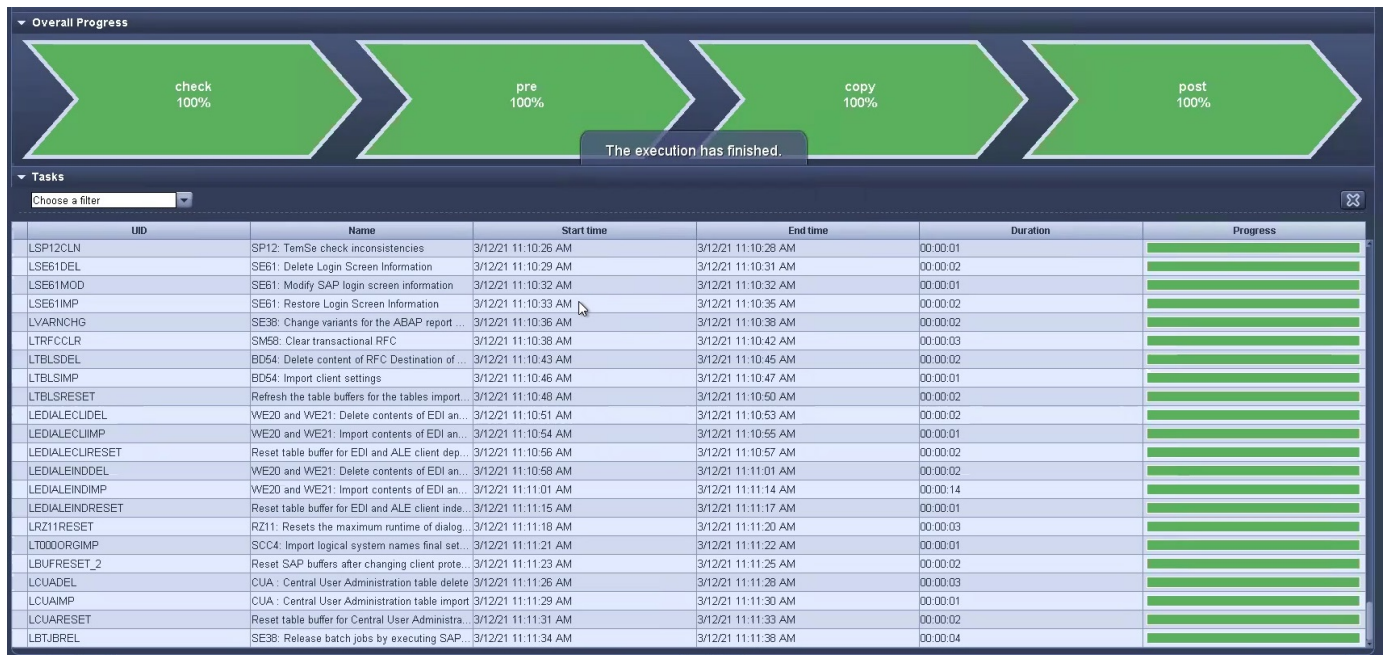 Overall Progress
check
100%
pre
100%
copy
100%
post
100%
The execution has finished.
Tasks
Choose a filter
UID Name Start time End time Duration Progress
LSP12CLN SP12: TemSe check inconsistencies 3/12/21 11:10:26 AM 3/12/21 11:10:28 AM 00:00:01
LSE61DEL SE61: Delete Login Screen Information 3/12/21 11:10:29 AM 3/12/21 11:10:31 AM 00:00:02
LSE61MOD SE61: Modify SAP login screen information 3/12/21 11:10:32 AM 3/12/21 11:10:32 AM 00:00:01
LSE61IMP SE61: Restore Login Screen Information 3/12/21 11:10:33 AM 3/12/21 11:10:35 AM 00:00:02
LVARNCHG SE38: Change variants for the ABAP report ... 3/12/21 11:10:36 AM 3/12/21 11:10:38 AM 00:00:02
LTRFCCLR SM58: Clear transactional RFC 3/12/21 11:10:38 AM 3/12/21 11:10:42 AM 00:00:03
LTBLSDEL BD54: Delete content of RFC Destination of ... 3/12/21 11:10:43 AM 3/12/21 11:10:45 AM 00:00:02
LTBLSIMP BD54: Import client settings 3/12/21 11:10:46 AM 3/12/21 11:10:47 AM 00:00:01
LTBLSRESET Refresh the table buffers for the tables import... 3/12/21 11:10:48 AM 3/12/21 11:10:50 AM 00:00:02
LEDIALECLIDEL WE20 and WE21: Delete contents of EDI an... 3/12/21 11:10:51 AM 3/12/21 11:10:53 AM 00:00:02
LEDIALECLIIMP WE20 and WE21: Import contents of EDI an... 3/12/21 11:10:54 AM 3/12/21 11:10:55 AM 00:00:01
LEDIALECLIRESET Reset table buffer for EDI and ALE client dep... 3/12/21 11:10:56 AM 3/12/21 11:10:57 AM 00:00:02
LEDIALEINDDEL WE20 and WE21: Delete contents of EDI an... 3/12/21 11:10:58 AM 3/12/21 11:11:01 AM 00:00:02
LEDIALEINDIMP WE20 and WE21: Import contents of EDI an... 3/12/21 11:11:01 AM 3/12/21 11:11:14 AM 00:00:14
LEDIALEINDRESET Reset table buffer for EDI and ALE client inde... 3/12/21 11:11:15 AM 3/12/21 11:11:17 AM 00:00:01
LRZ11RESET RZ11: Resets the maximum runtime of dialog... 3/12/21 11:11:18 AM 3/12/21 11:11:20 AM 00:00:03
LT000ORGIMP SCC4: Import logical system names final set... 3/12/21 11:11:21 AM 3/12/21 11:11:22 AM 00:00:01
LBUFRESET_2 Reset SAP buffers after changing client prote... 3/12/21 11:11:23 AM 3/12/21 11:11:25 AM 00:00:02
LCUADEL CUA : Central User Administration table delete 3/12/21 11:11:26 AM 3/12/21 11:11:28 AM 00:00:03
LCUAIMP CUA : Central User Administration table import 3/12/21 11:11:29 AM 3/12/21 11:11:30 AM 00:00:01
LCUARESET Reset table buffer for Central User Administra... 3/12/21 11:11:31 AM 3/12/21 11:11:33 AM 00:00:02
LBTJBREL SE38: Release batch jobs by executing SAP... 3/12/21 11:11:34 AM 3/12/21 11:11:38 AM 00:00:04